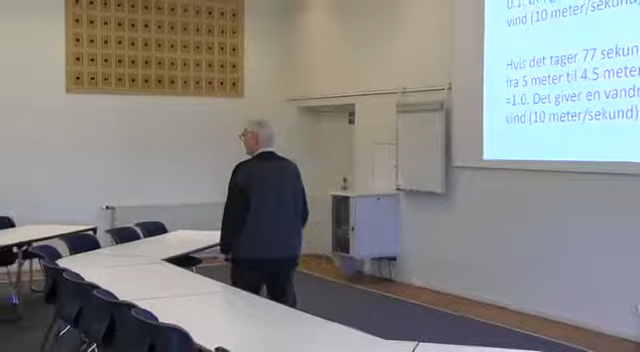 vind (10 meter/sekund
Hvis det tager 77 sekun
fra 5 meter til 4.5 mete
=1.0. Det giver en vandr
vind (10 meter/sekund)